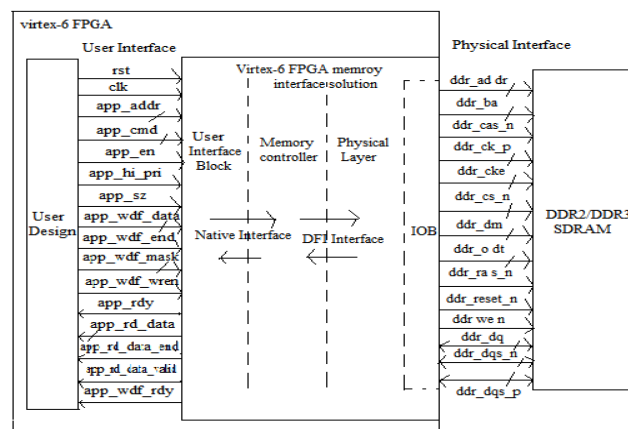 virtex-6 FPGA
User Interface
Physical Interface
rst
clk
app_addr
app_cmd
app_en
app_hi_pri
app_sz
app_wdf_data
app_wdf_end
app_wdf_mask
app_wdf_wren
app_rdy
app_rd_data
app_rd_data_end
app_rd_data_valid
app_wdf_rdy
User
Design
Virtex-6 FPGA memroy
interface solution
User
Interface
Block
Memory
controller
Physical
Layer
Native Interface
DFI Interface
IOB
ddr_ad dr
ddr_ba
ddr_cas_n
ddr_ck_p
ddr_cke
ddr_cs_n
ddr_dm
ddr_o dt
ddr_ra s_n
ddr_reset_n
ddr we n
ddr_dq
ddr_dqs_n
ddr_dqs_p
DDR2/DDR3
SDRAM